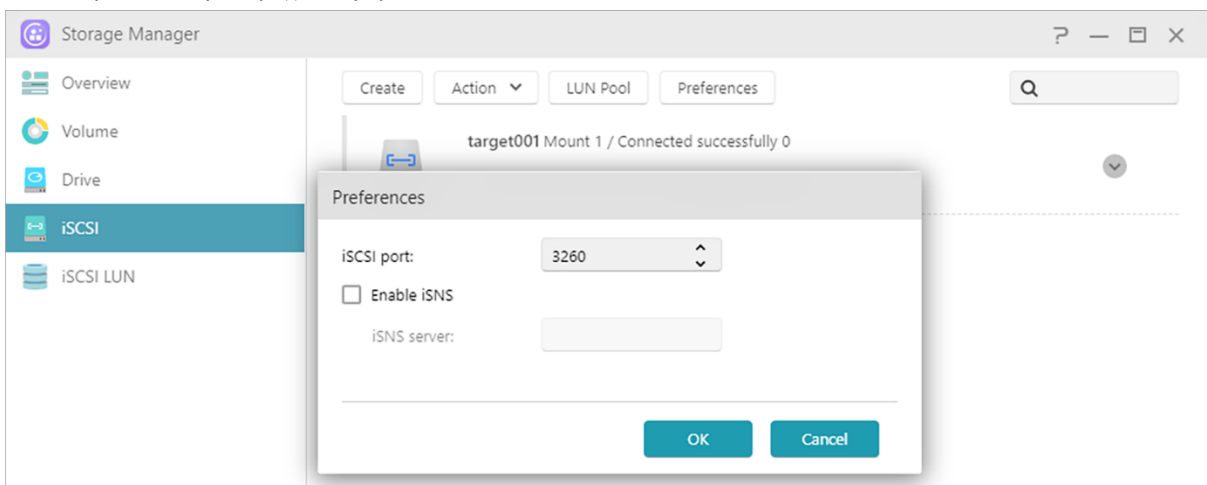 Storage Manager
Overview
Volume
Drive
iSCSI
iSCSI LUN
Create Action LUN Pool Preferences
target001 Mount 1 / Connected successfully 0
Preferences
iSCSI port: 3260
Enable iSNS
iSNS server:
OK Cancel